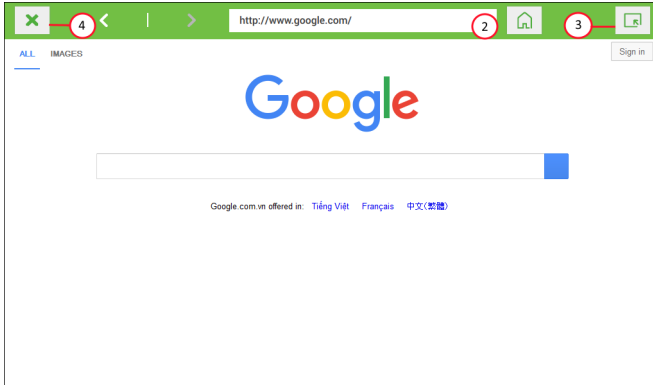 4
http://www.google.com/
2
3
ALL IMAGES
Sign in
Google
Google.com.vn offered in: Tiếng Việt Français 中文(繁體)